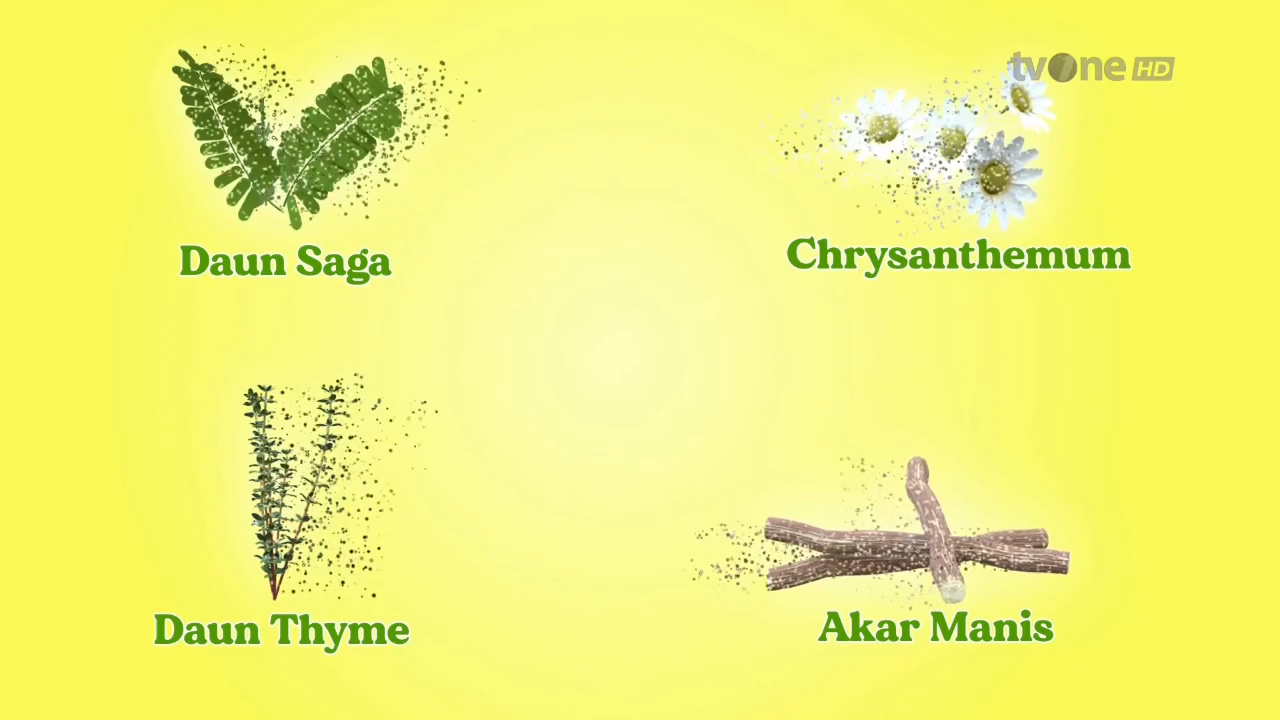 tvOne HD
Daun Saga
Chrysanthemum
Daun Thyme
Akar Manis